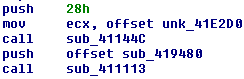 push    28h
mov     ecx, offset unk_41E2D0
call    sub_41144C
push    offset sub_419480
call    sub_411113